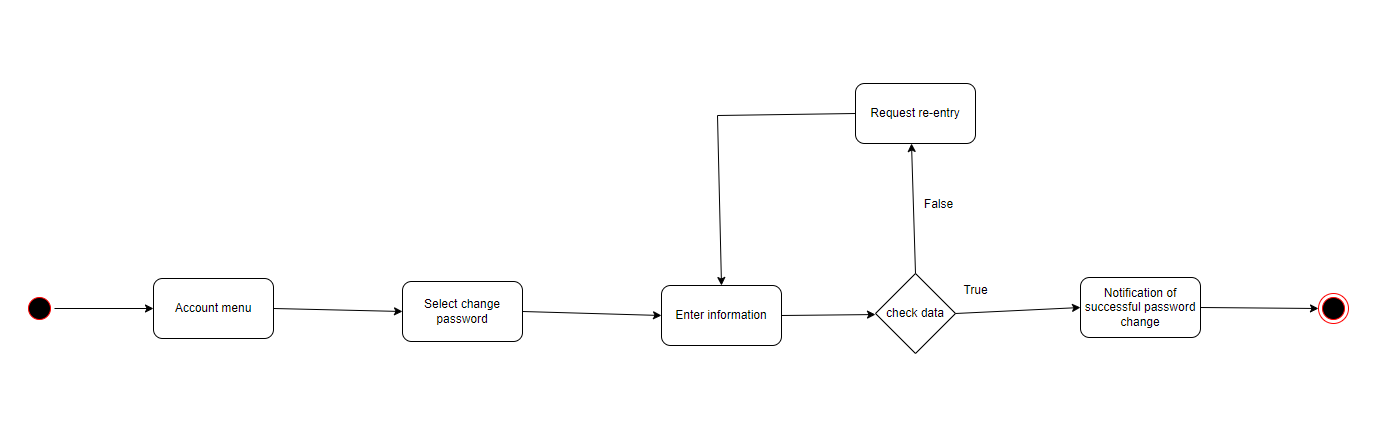 Request re-entry
False
Account menu
Select change
password
Enter information
check data
True
Notification of
successful password
change